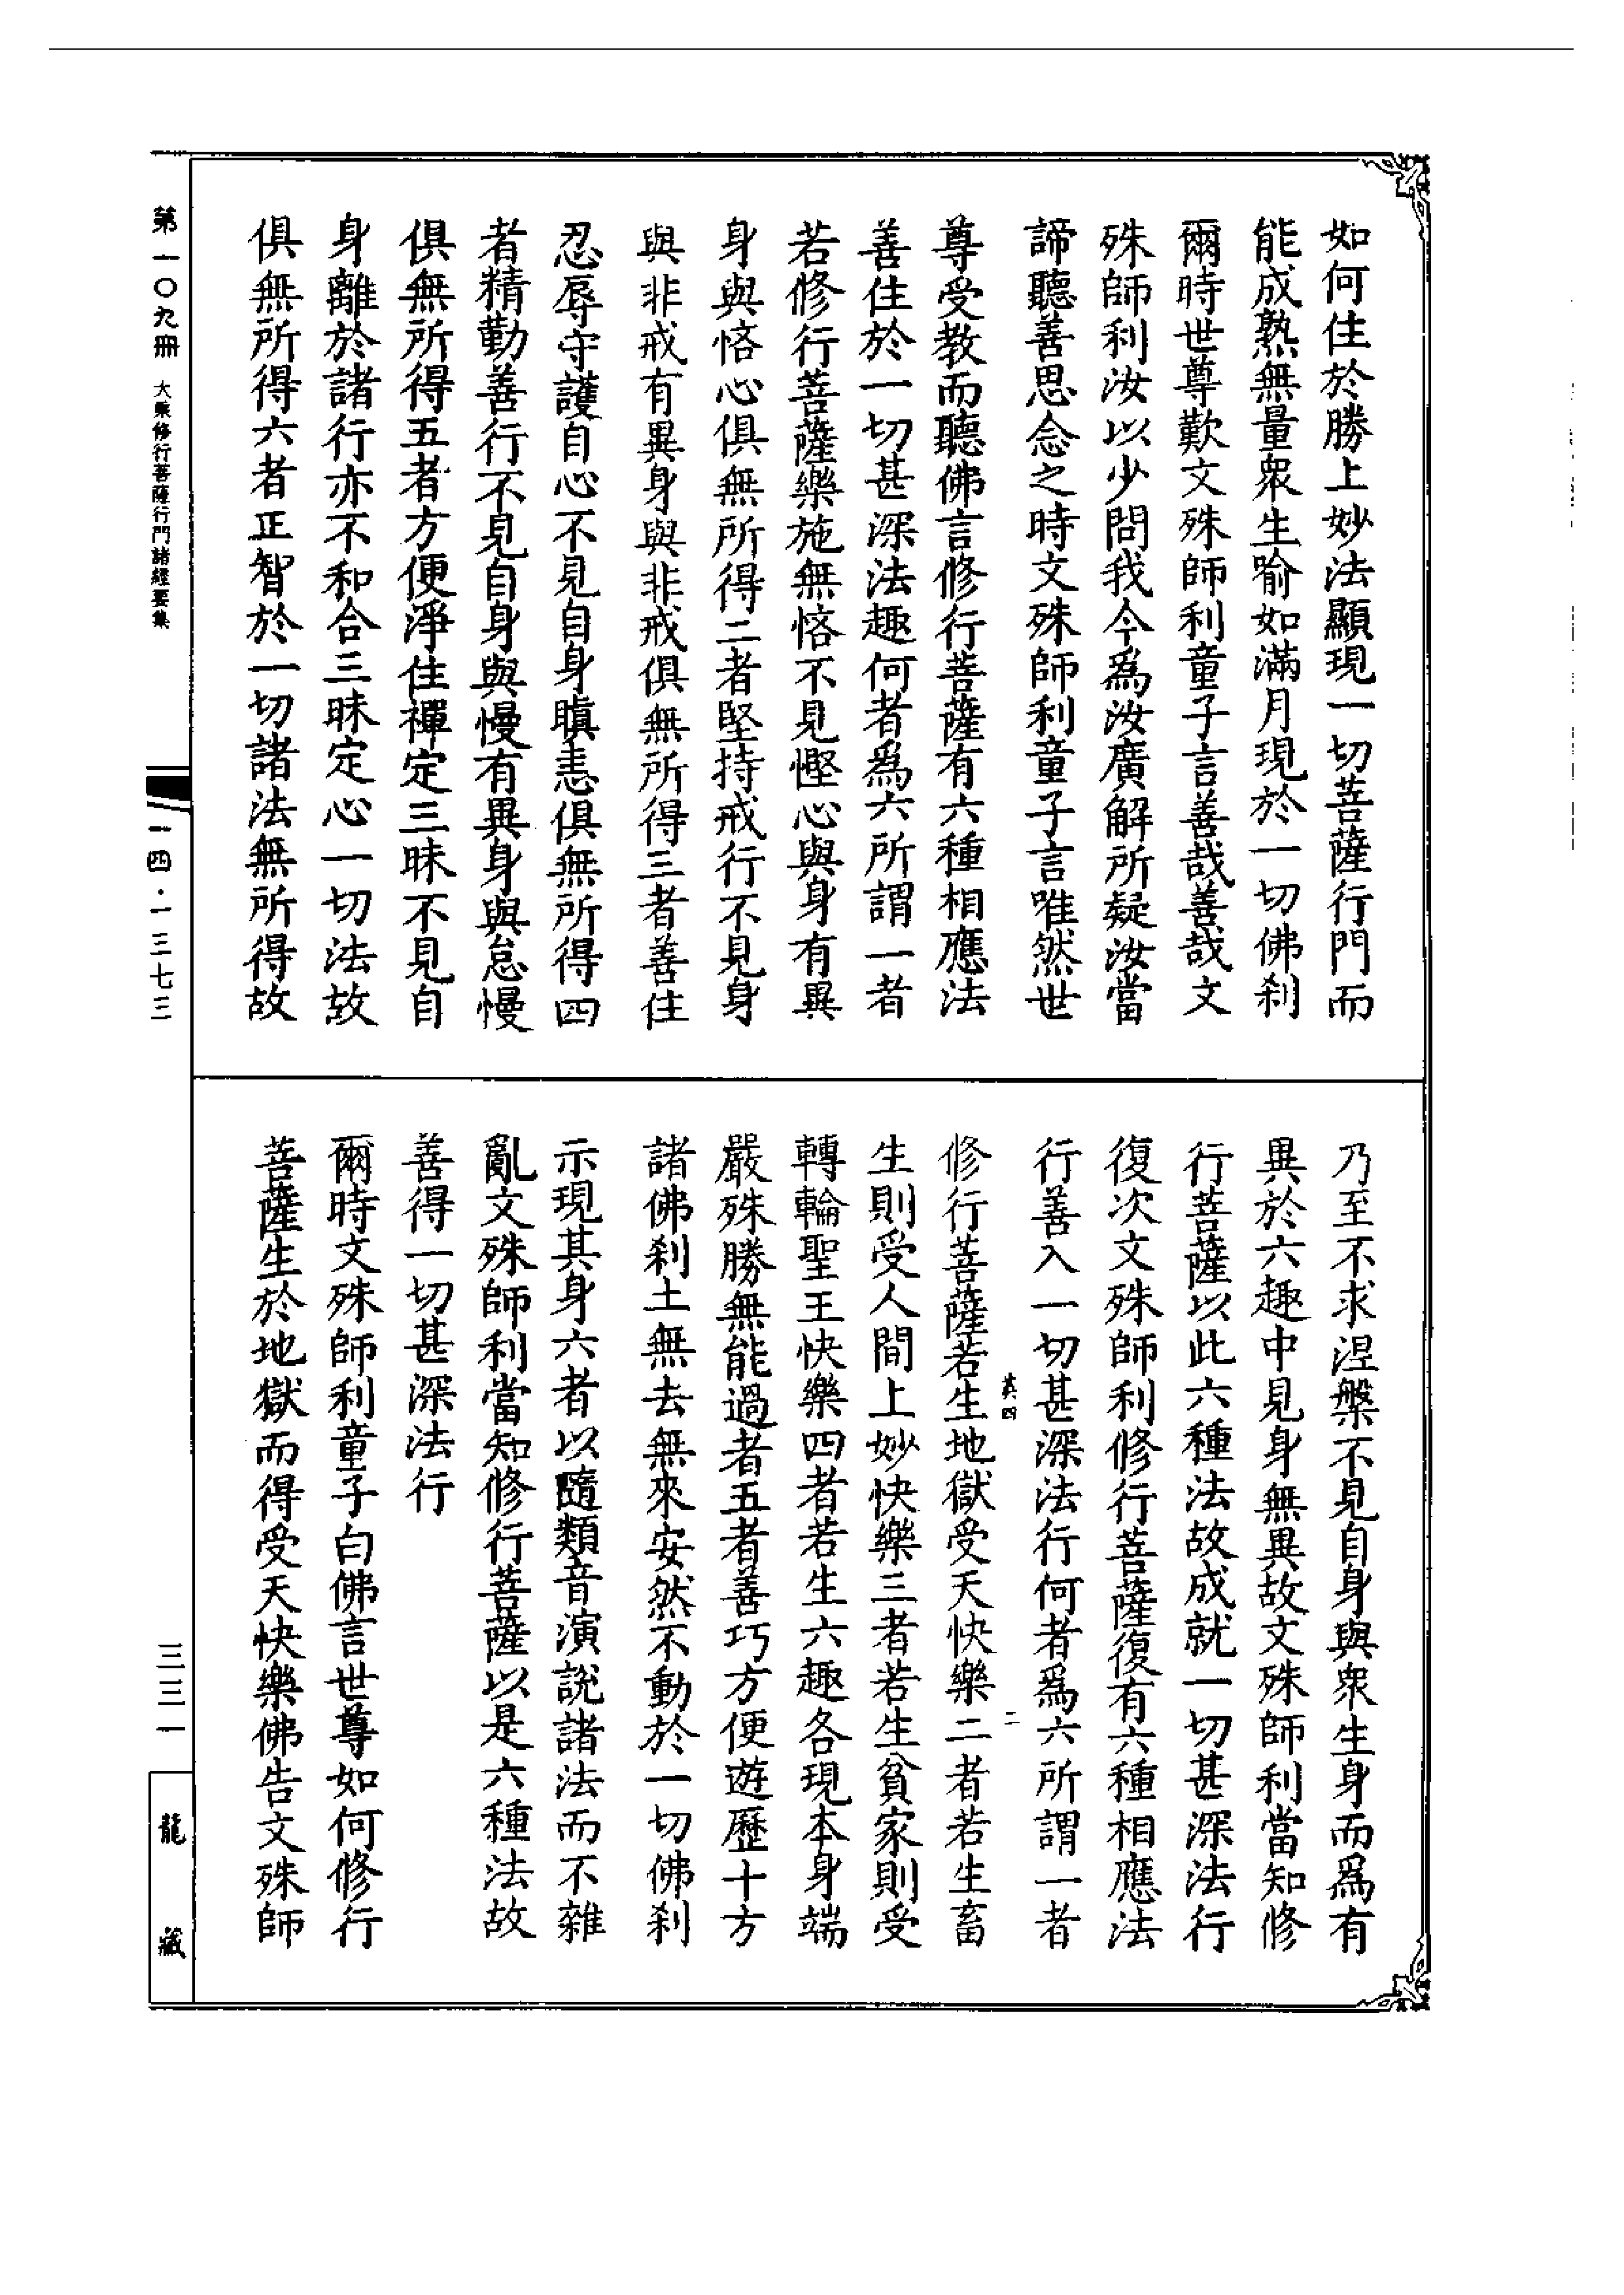 如何住於勝上妙法顯現一切菩薩行門而
能成熟無量衆生喻如滿月現於一切佛刹
爾時世尊歎文殊師利童子言善哉善哉文
殊師利汝以少問我今爲汝廣解所疑汝當
諦聽善思念之時文殊師利童子言唯然世
尊受教而聽佛言修行菩薩有六種相應法
善住於一切甚深法趣何者爲六所謂一者
若修行菩薩樂施無悋不見慳心與身有異
身與悋心俱無所得二者堅持戒行不見身
與非戒有異身與非戒俱無所得三者善住
忍辱守護自心不見自身瞋恚俱無所得四
者精勤善行不見自身與慢有異身與怠慢
俱無所得五者方便淨住禪定三昧不見自
身離於諸行亦不和合三昧定心一切法故
俱無所得六者正智於一切諸法無所得故
乃至不求涅槃不見自身與衆生身而爲有
異於六趣中見身無異故文殊師利當知修
行菩薩以此六種法故成就一切甚深法行
復次文殊師利修行菩薩復有六種相應法
行善入一切甚深法行何者爲六所謂一者
修行菩薩若生地獄受天快樂二者若生畜
生則受人間上妙快樂三者若生貧家則受
轉輪聖王快樂四者若生六趣各現本身端
嚴殊勝無能過者五者善巧方便遊歷十方
諸佛刹土無去無來安然不動於一切佛刹
示現其身六者以隨類音演説諸法而不雜
亂文殊師利當知修行菩薩以是六種法故
善得一切甚深法行
爾時文殊師利童子白佛言世尊如何修行
菩薩生於地獄而得受天快樂佛告文殊師
第一〇九冊 大乘修行菩薩行門諸經要集
一四·一三七三
三三一
龍藏